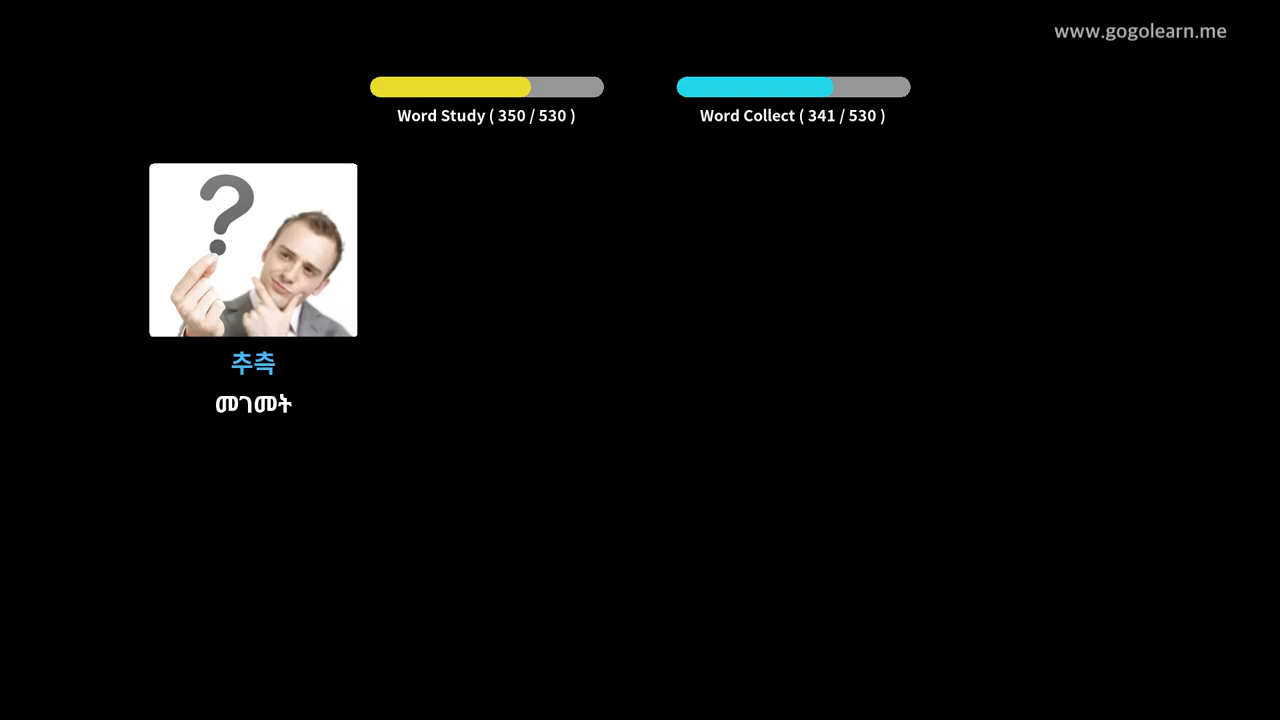 www.gogolearn.me
Word Study ( 350 / 530 )
Word Collect ( 341 / 530 )
?
추측
መገመት